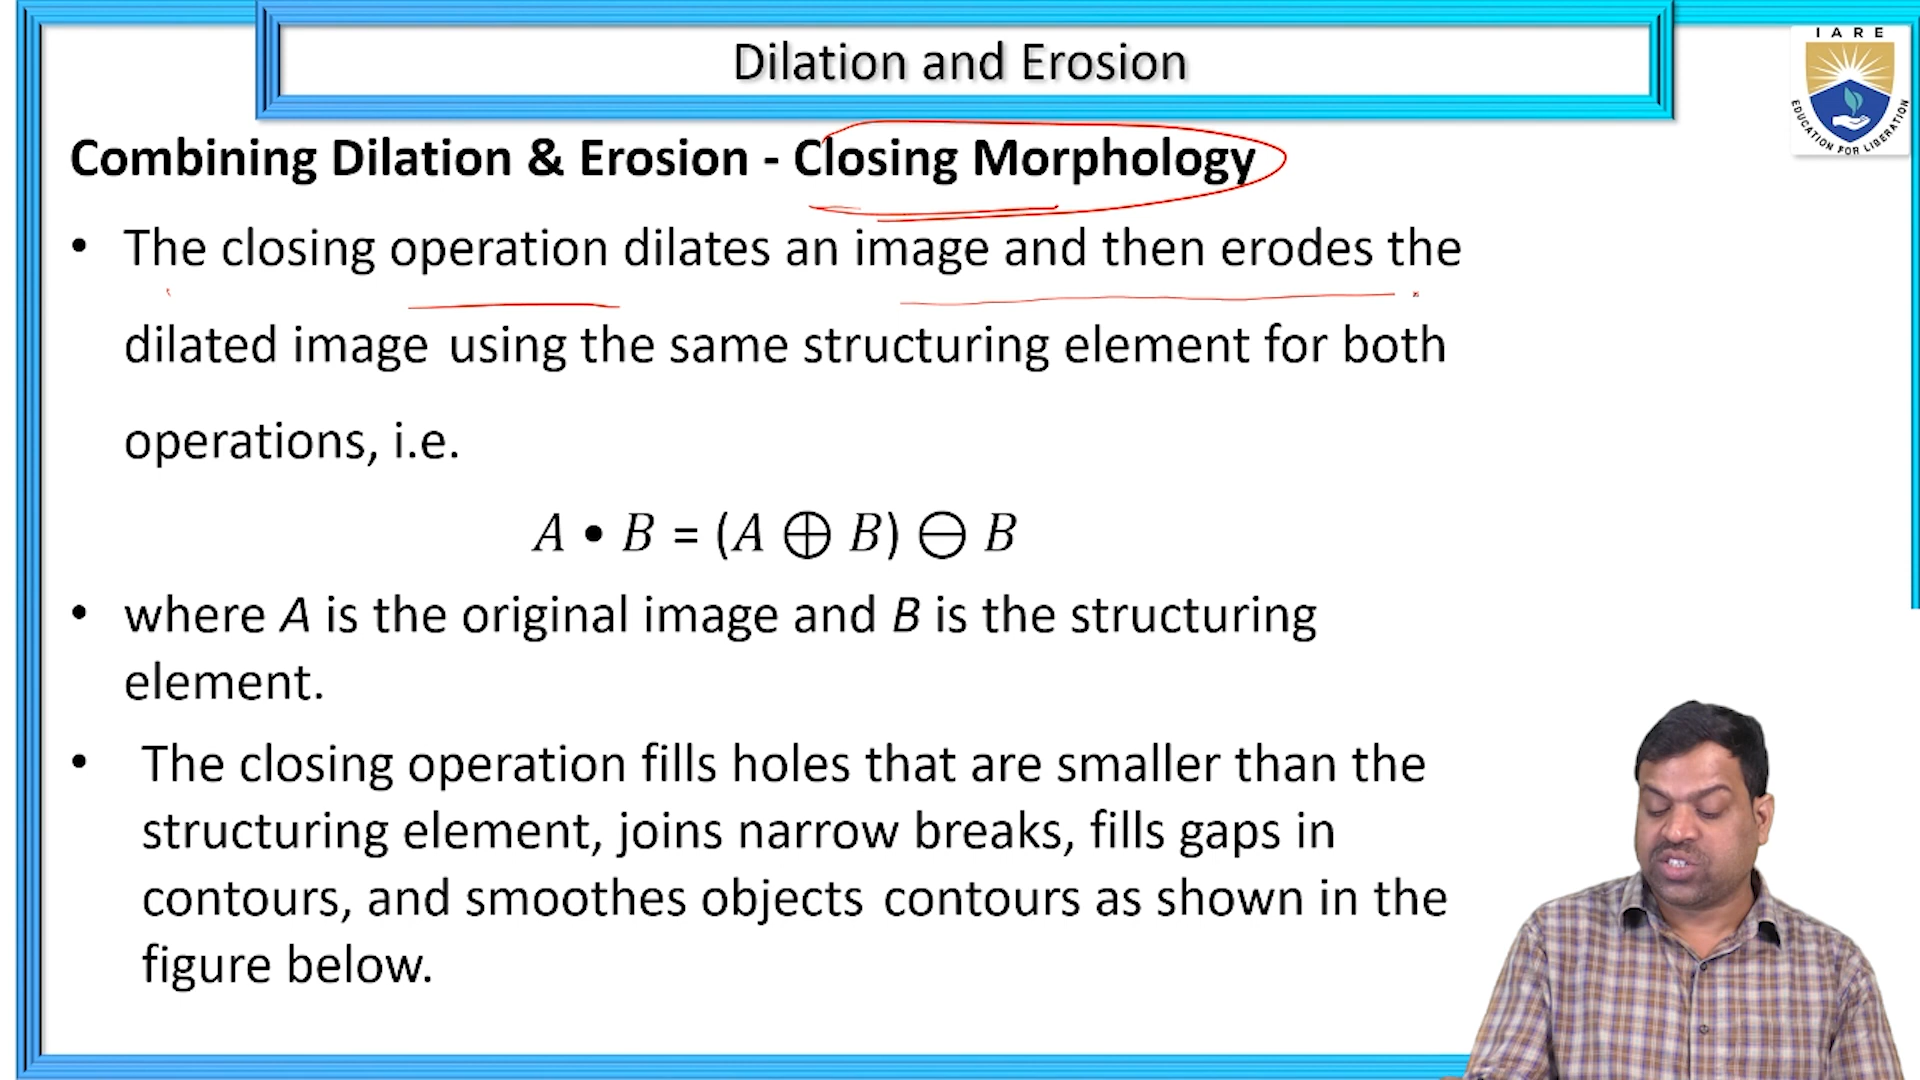 Dilation and Erosion
IARE
EDUCATION FOR LIBERATION
Combining Dilation & Erosion - Closing Morphology
• The closing operation dilates an image and then erodes the
dilated image using the same structuring element for both
operations, i.e.
A • B = (A ⊕ B) ⊖ B
• where A is the original image and B is the structuring
element.
• The closing operation fills holes that are smaller than the
structuring element, joins narrow breaks, fills gaps in
contours, and smoothes objects contours as shown in the
figure below.